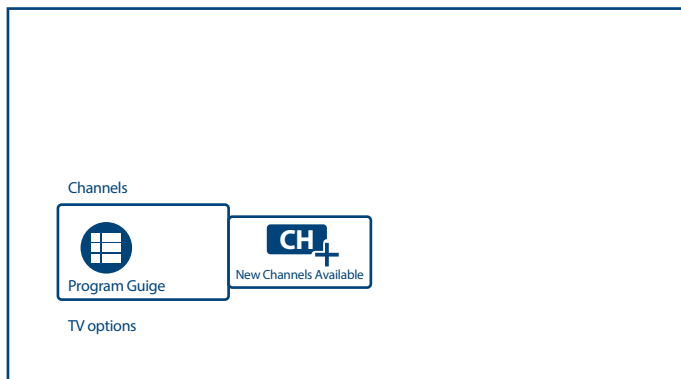 Channels
CH
New Channels Available
Program Guige
TV options